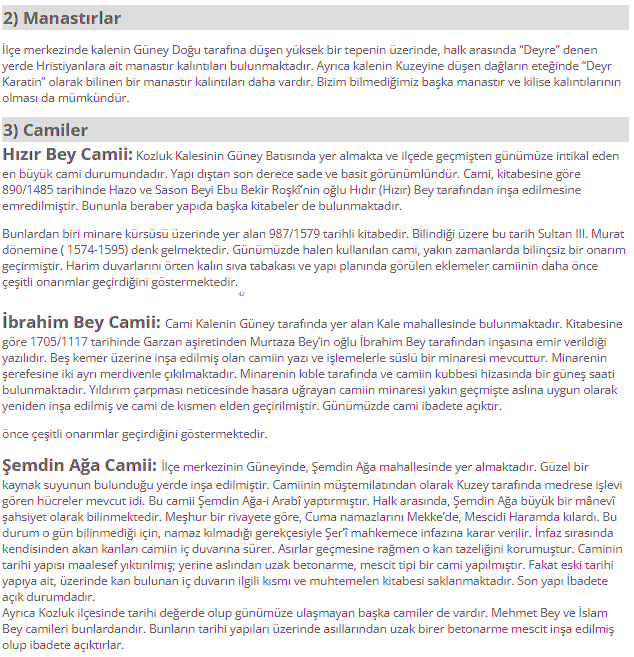 2) Manastırlar
İlçe merkezinde kalenin Güney Doğu tarafına düşen yüksek bir tepenin üzerinde, halk arasında “Deyre” denen
yerde Hristiyanlara ait manastır kalıntıları bulunmaktadır. Ayrıca kalenin Kuzeyine düşen dağların eteğinde “Deyr
Karatin” olarak bilinen bir manastır kalıntıları daha vardır. Bizim bilmediğimiz başka manastır ve kilise kalıntılarının
olması da mümkündür.
3) Camiler
Hızır Bey Camii: Kozluk Kalesinin Güney Batısında yer almakta ve ilçede geçmişten günümüze intikal eden
en büyük cami durumundadır. Yapı dıştan son derece sade ve basit görünümlündür. Cami, kitabesine göre
890/1485 tarihinde Hazo ve Sason Beyi Ebu Bekir Roşkî’nin oğlu Hıdır (Hızır) Bey tarafından inşa edilmesine
emredilmiştir. Bununla beraber yapıda başka kitabeler de bulunmaktadır.
Bunlardan biri minare kürsüsü üzerinde yer alan 987/1579 tarihli kitabedir. Bilindiği üzere bu tarih Sultan III. Murat
dönemine ( 1574-1595) denk gelmektedir. Günümüzde halen kullanılan cami, yakın zamanlarda bilinçsiz bir onarım
geçirmiştir. Harim duvarlarını örten kalın sıva tabakası ve yapı planında görülen eklemeler camiinin daha önce
çeşitli onarımlar geçirdiğini göstermektedir.
42
İbrahim Bey Camii: Cami Kalenin Güney tarafında yer alan Kale mahallesinde bulunmaktadır. Kitabesine
göre 1705/1117 tarihinde Garzan aşiretinden Murtaza Bey’in oğlu İbrahim Bey tarafından inşasına emir verildiği
yazılıdır. Beş kemer üzerine inşa edilmiş olan camiin yazı ve işlemelerle süslü bir minaresi mevcuttur. Minarenin
şerefesine iki ayrı merdivenle çıkılmaktadır. Minarenin kıble tarafında ve camiin kubbesi hizasında bir güneş saati
bulunmaktadır. Yıldırım çarpması neticesinde hasara uğrayan camiin minaresi yakın geçmişte aslına uygun olarak
yeniden inşa edilmiş ve cami de kısmen elden geçirilmiştir. Günümüzde cami ibadete açıktır.
önce çeşitli onarımlar geçirdiğini göstermektedir.
Şemdin Ağa Camii: İlçe merkezinin Güneyinde, Şemdin Ağa mahallesinde yer almaktadır. Güzel bir
kaynak suyunun bulunduğu yerde inşa edilmiştir. Camiinin müştemilatından olarak Kuzey tarafında medrese işlevi
gören hücreler mevcut idi. Bu camii Şemdin Ağa-i Arabî yaptırmıştır. Halk arasında, Şemdin Ağa büyük bir mânevî
şahsiyet olarak bilinmektedir. Meşhur bir rivayete göre, Cuma namazlarını Mekke’de, Mescidi Haramda kılardı. Bu
durum o gün bilinmediği için, namaz kılmadığı gerekçesiyle Şer’î mahkemece infazına karar verilir. İnfaz sırasında
kendisinden akan kanları camiin iç duvarına sürer. Asırlar geçmesine rağmen o kan tazeliğini korumuştur. Caminin
tarihi yapısı maalesef yıktırılmış; yerine aslından uzak betonarme, mescit tipi bir cami yapılmıştır. Fakat eski tarihi
yapıya ait, üzerinde kan bulunan iç duvarın ilgili kısmı ve muhtemelen kitabesi saklanmaktadır. Son yapı İbadete
açık durumdadır.
Ayrıca Kozluk ilçesinde tarihi değerde olup günümüze ulaşmayan başka camiler de vardır. Mehmet Bey ve İslam
Bey camileri bunlardandır. Bunların tarihi yapıları üzerinde asıllarından uzak birer betonarme mescit inşa edilmiş
olup ibadete açıktırlar.